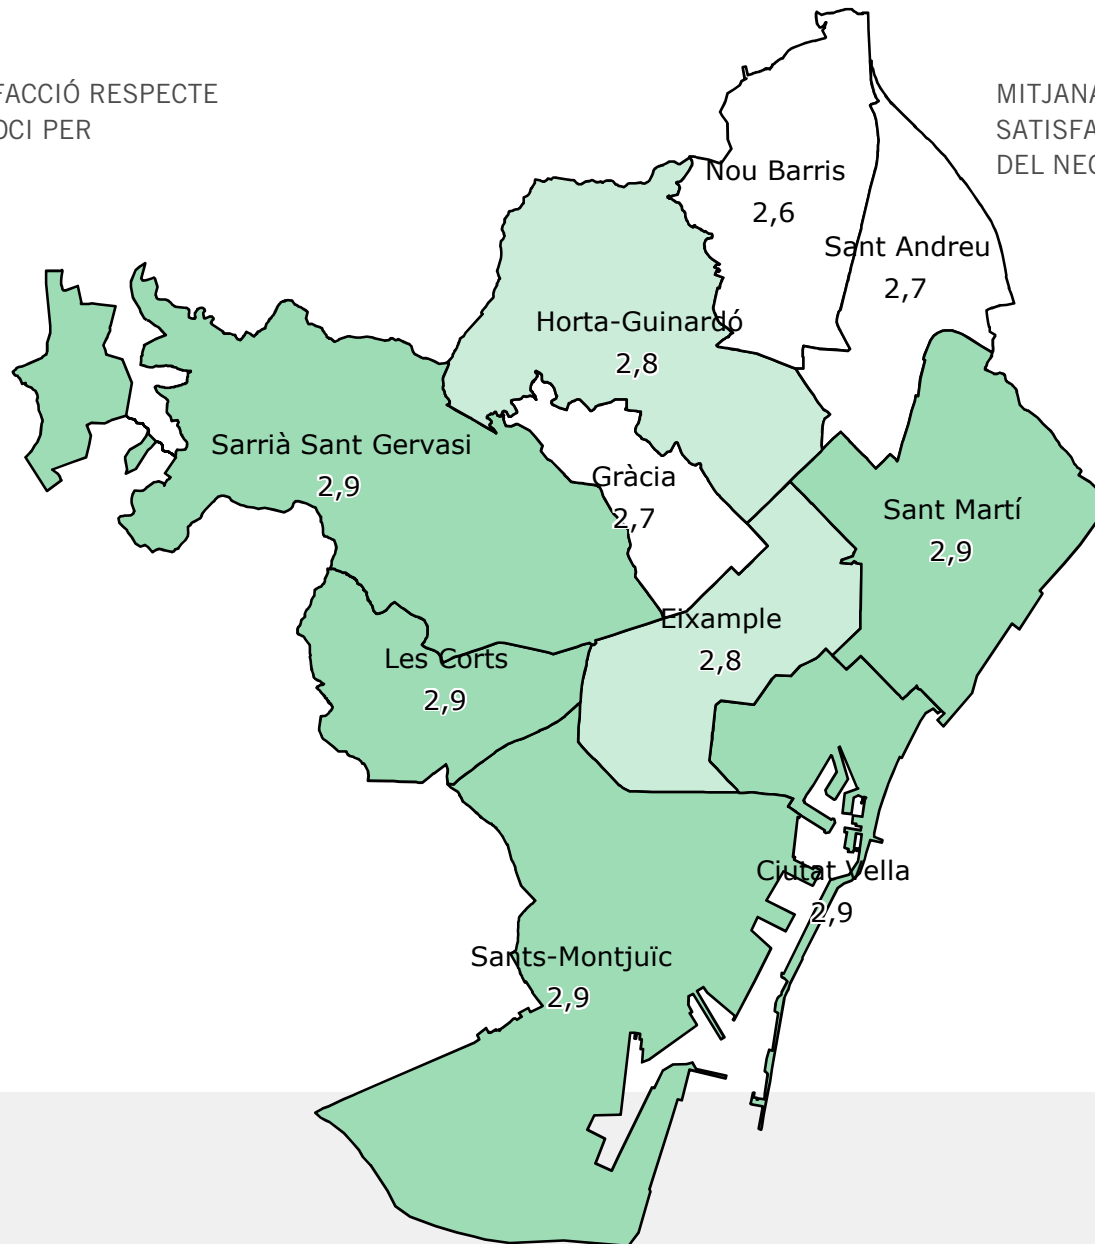 FACCIÓ RESPECTE
OCI PER
MITJANA
SATISFA
DEL NEG
Nou Barris
2,6
Sant Andreu
2,7
Horta-Guinardó
2,8
Sarrià Sant Gervasi
2,9
Gràcia
2,7
Sant Martí
2,9
Eixample
2,8
Les Corts
2,9
Ciutat Vella
2,9
Sants-Montjuïc
2,9